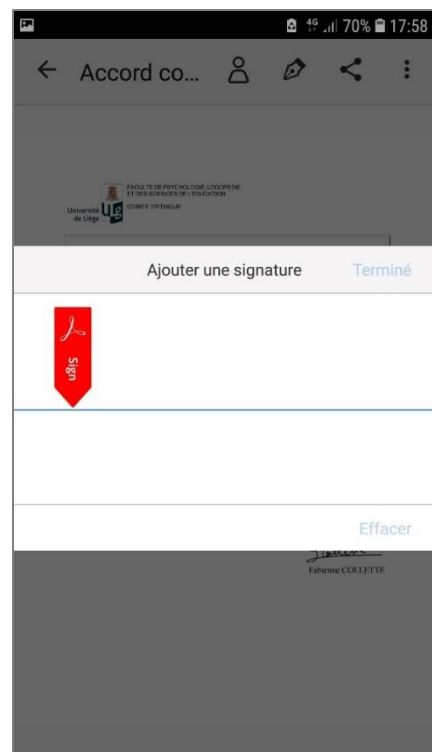 4G 70% 17:58
Accord co...
FACULTE DE PSYCHOLOGIE, LOGOPEDIE
ET DES SCIENCES DE L'EDUCATION
COMITE D'ETHIQUE
Université
de Liège
Ajouter une signature Terminé
Sign
Effacer
Fabienne COLLETTE